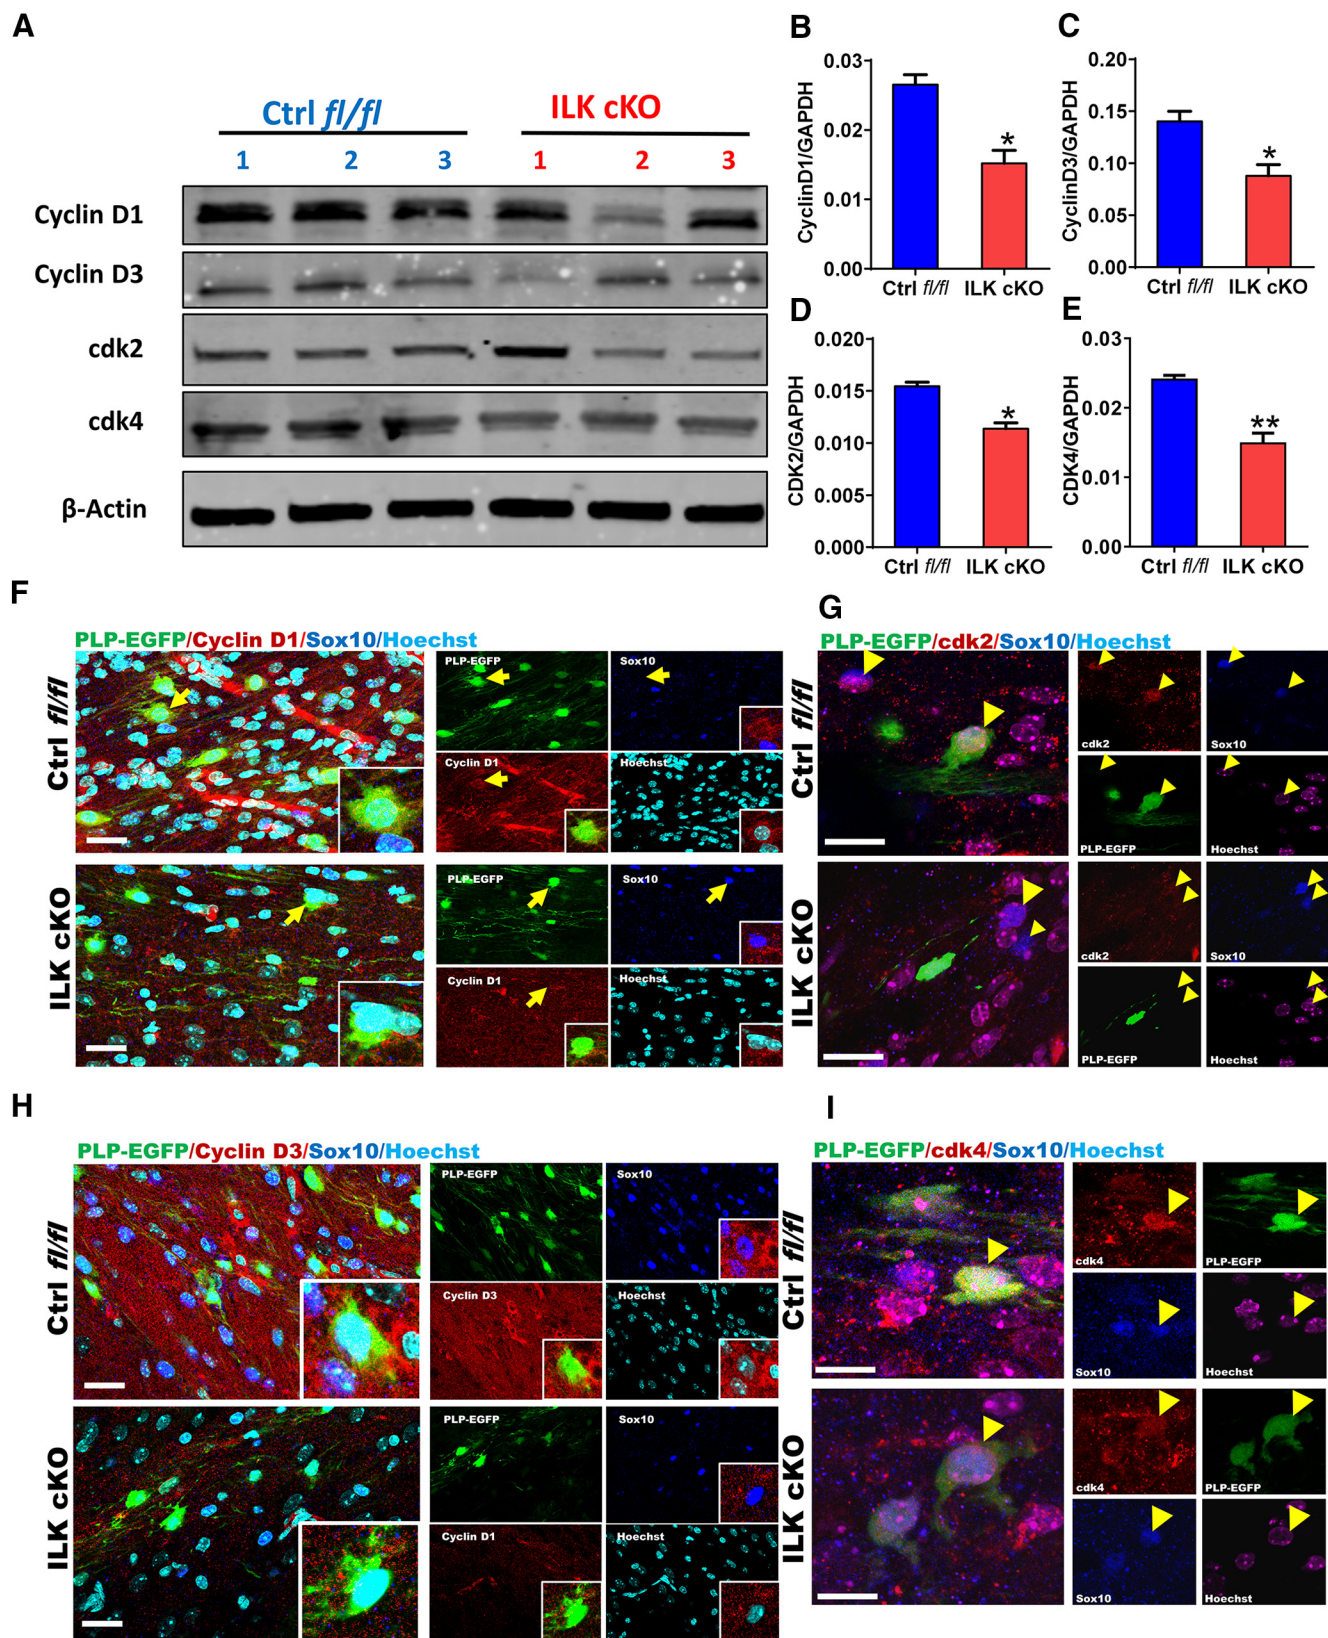 A
Ctrl fl/fl ILK cKO
1 2 3 1 2 3
Cyclin D1
Cyclin D3
cdk2
cdk4
β-Actin
B
CyclinD1/GAPDH
0.03
0.02
0.01
0.00
*
Ctrl fl/fl ILK cKO
C
CyclinD3/GAPDH
0.20
0.15
0.10
0.05
0.00
*
Ctrl fl/fl ILK cKO
D
CDK2/GAPDH
0.020
0.015
0.010
0.005
0.000
*
Ctrl fl/fl ILK cKO
E
CDK4/GAPDH
0.03
0.02
0.01
0.00
**
Ctrl fl/fl ILK cKO
F
PLP-EGFP/Cyclin D1/Sox10/Hoechst
Ctrl fl/fl
PLP-EGFP
Sox10
Cyclin D1
Hoechst
ILK cKO
PLP-EGFP
Sox10
Cyclin D1
Hoechst
G
PLP-EGFP/cdk2/Sox10/Hoechst
Ctrl fl/fl
cdk2
Sox10
PLP-EGFP
Hoechst
ILK cKO
cdk2
Sox10
PLP-EGFP
Hoechst
H
PLP-EGFP/Cyclin D3/Sox10/Hoechst
Ctrl fl/fl
PLP-EGFP
Sox10
Cyclin D3
Hoechst
ILK cKO
PLP-EGFP
Sox10
Cyclin D1
Hoechst
I
PLP-EGFP/cdk4/Sox10/Hoechst
Ctrl fl/fl
cdk4
PLP-EGFP
Sox10
Hoechst
ILK cKO
cdk4
PLP-EGFP
Sox10
Hoechst